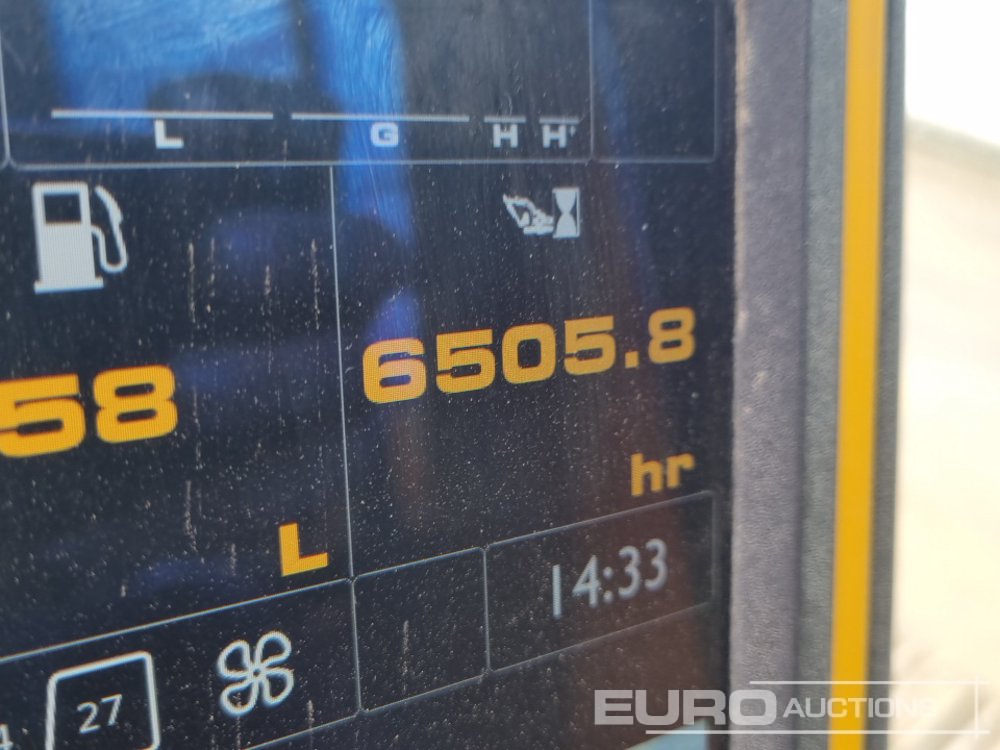 L G H H+
6505.8
58
hr
L
14:33
27
EURO AUCTIONS